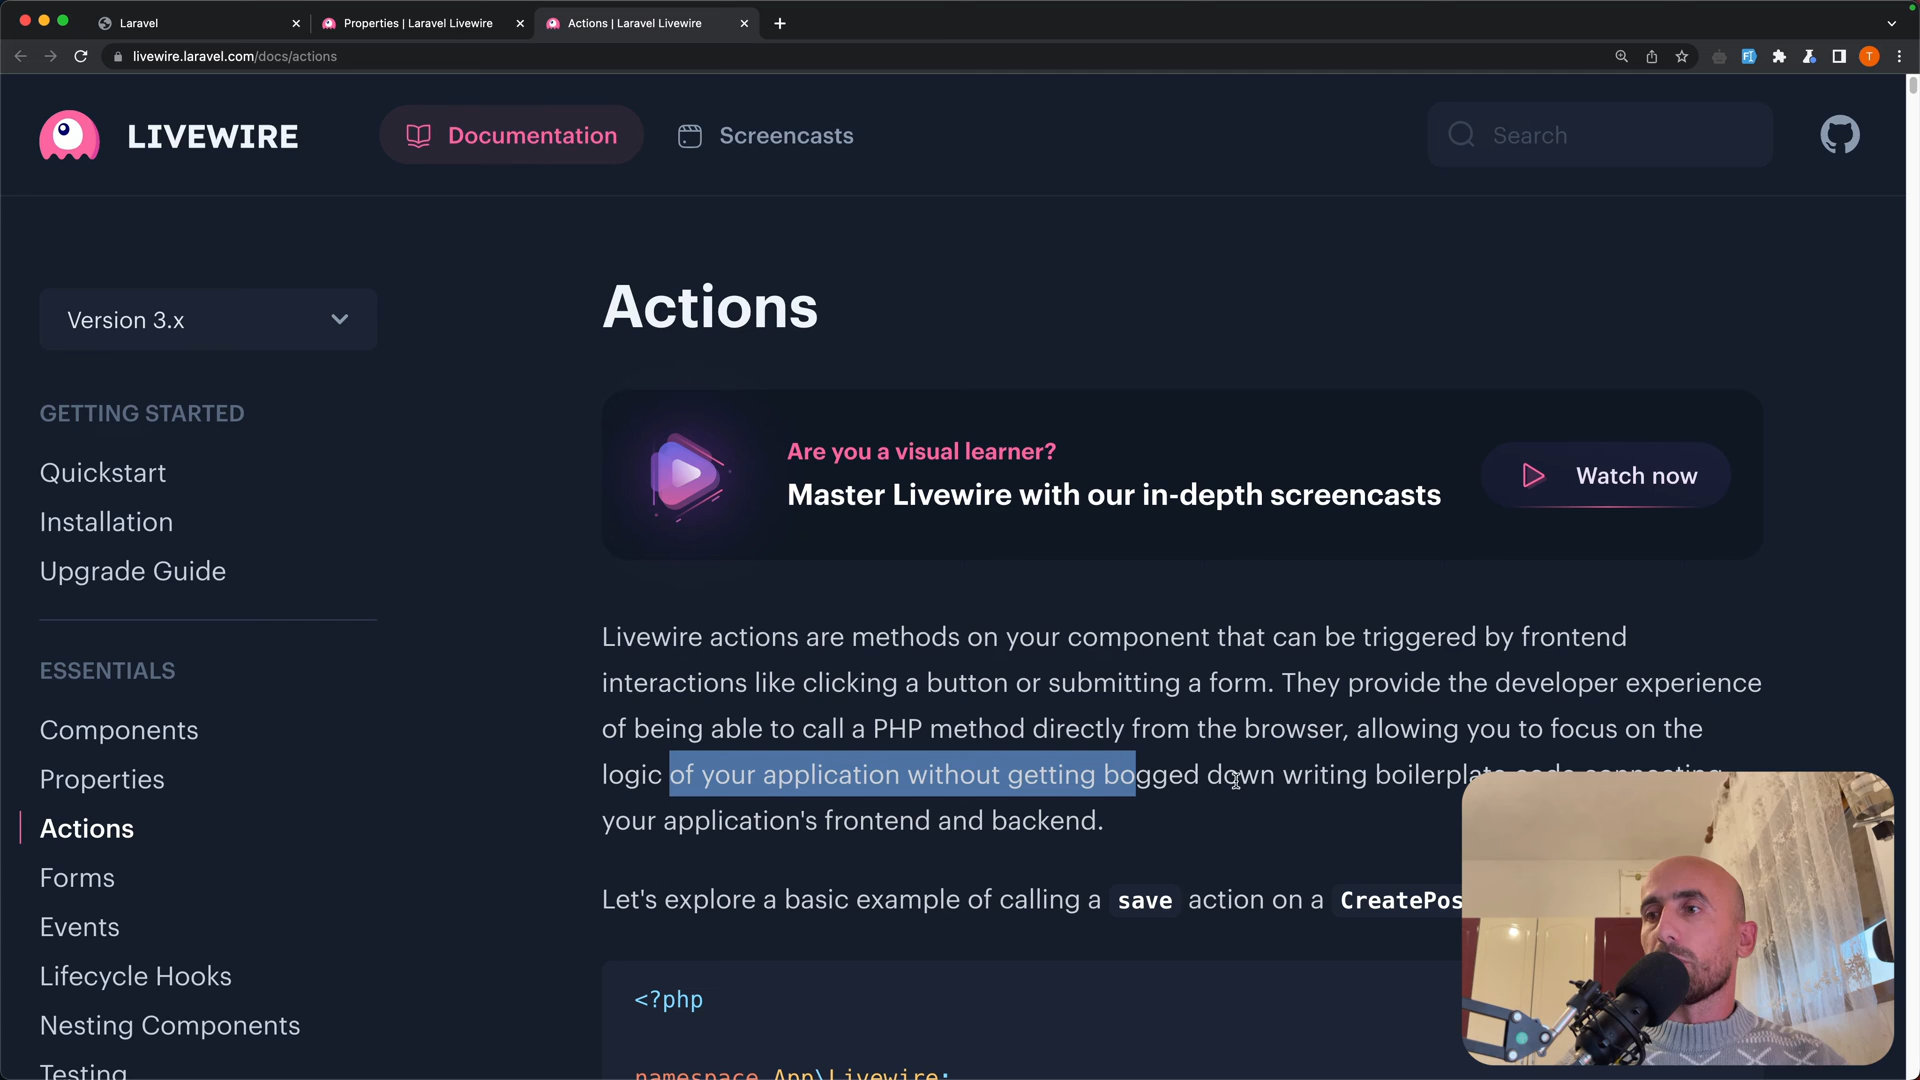 Laravel
Properties | Laravel Livewire
Actions | Laravel Livewire
livewire.laravel.com/docs/actions
T
LIVEWIRE
Documentation
Screencasts
Search
Version 3.x
GETTING STARTED
Quickstart
Installation
Upgrade Guide
ESSENTIALS
Components
Properties
Actions
Forms
Events
Lifecycle Hooks
Nesting Components
Testing
Actions
Are you a visual learner?
Master Livewire with our in-depth screencasts
Watch now
Livewire actions are methods on your component that can be triggered by frontend
interactions like clicking a button or submitting a form. They provide the developer experience
of being able to call a PHP method directly from the browser, allowing you to focus on the
logic of your application without getting bogged down writing boilerplate code connecting
your application's frontend and backend.
Let's explore a basic example of calling a save action on a CreatePos
<?php
namespace App\Livewire;